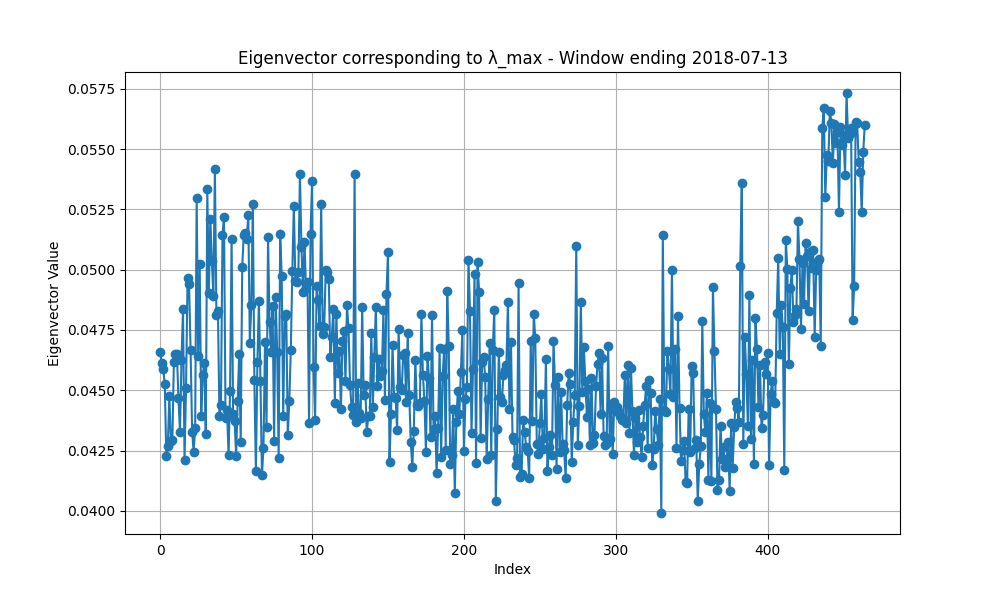 Eigenvector corresponding to λ_max - Window ending 2018-07-13
0.0575
0.0550
0.0525
0.0500
0.0475
0.0450
0.0425
0.0400
Eigenvector Value
0 100 200 300 400
Index